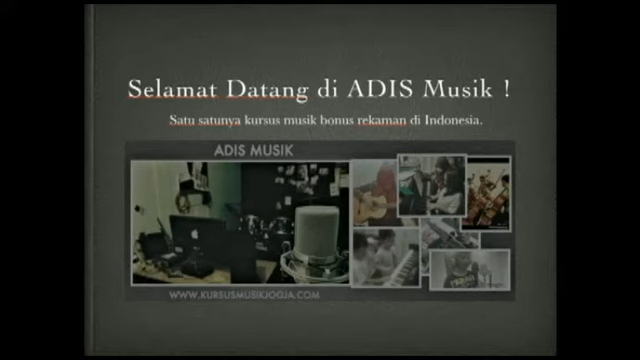 Selamat Datang di ADIS Musik !
Satu satunya kursus musik bonus rekaman di Indonesia.
ADIS MUSIK
WWW.KURSUSMUSIKJOGJA.COM